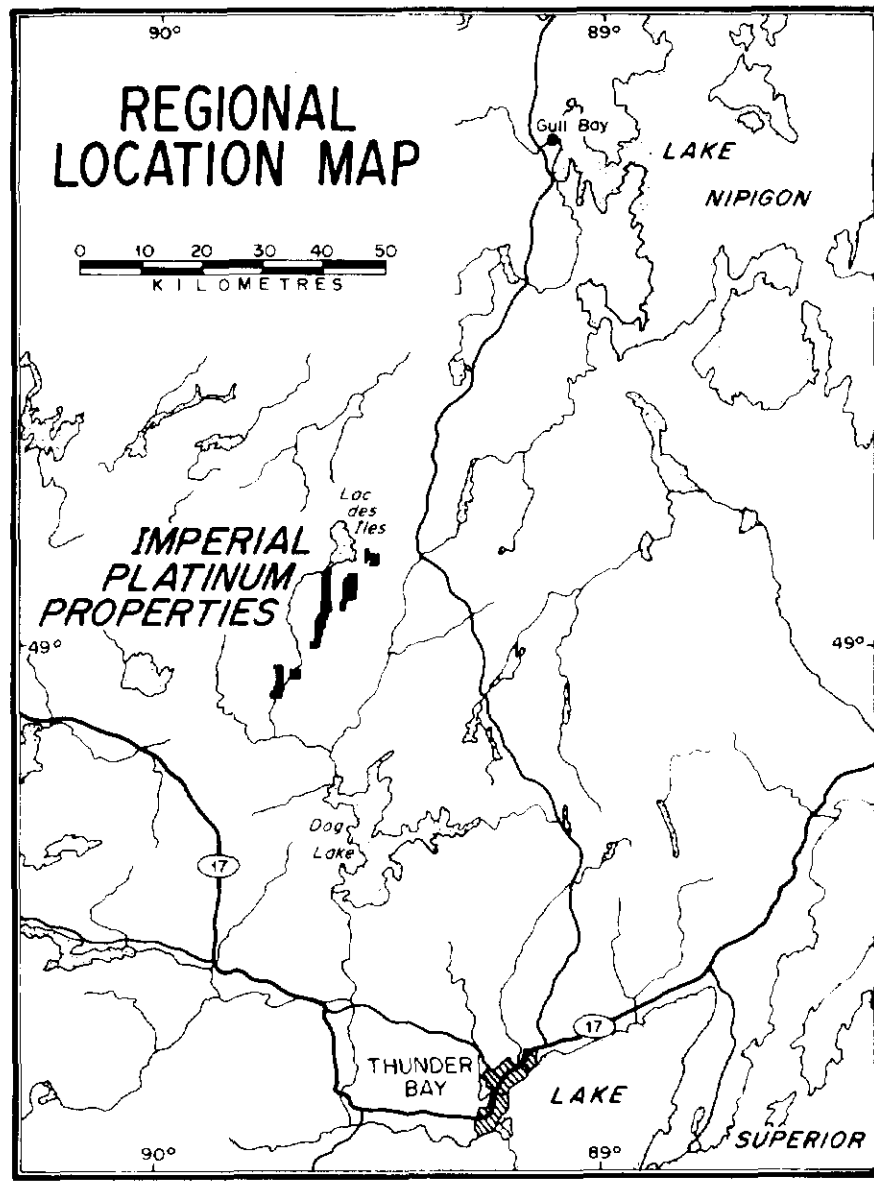 90°
89°
REGIONAL
LOCATION MAP
0 10 20 30 40 50
KILOMETRES
Gull Bay
LAKE
NIPIGON
Lac
des
Iles
IMPERIAL
PLATINUM
PROPERTIES
49°
49°
Dog
Lake
17
17
THUNDER
BAY
LAKE
SUPERIOR
90°
89°